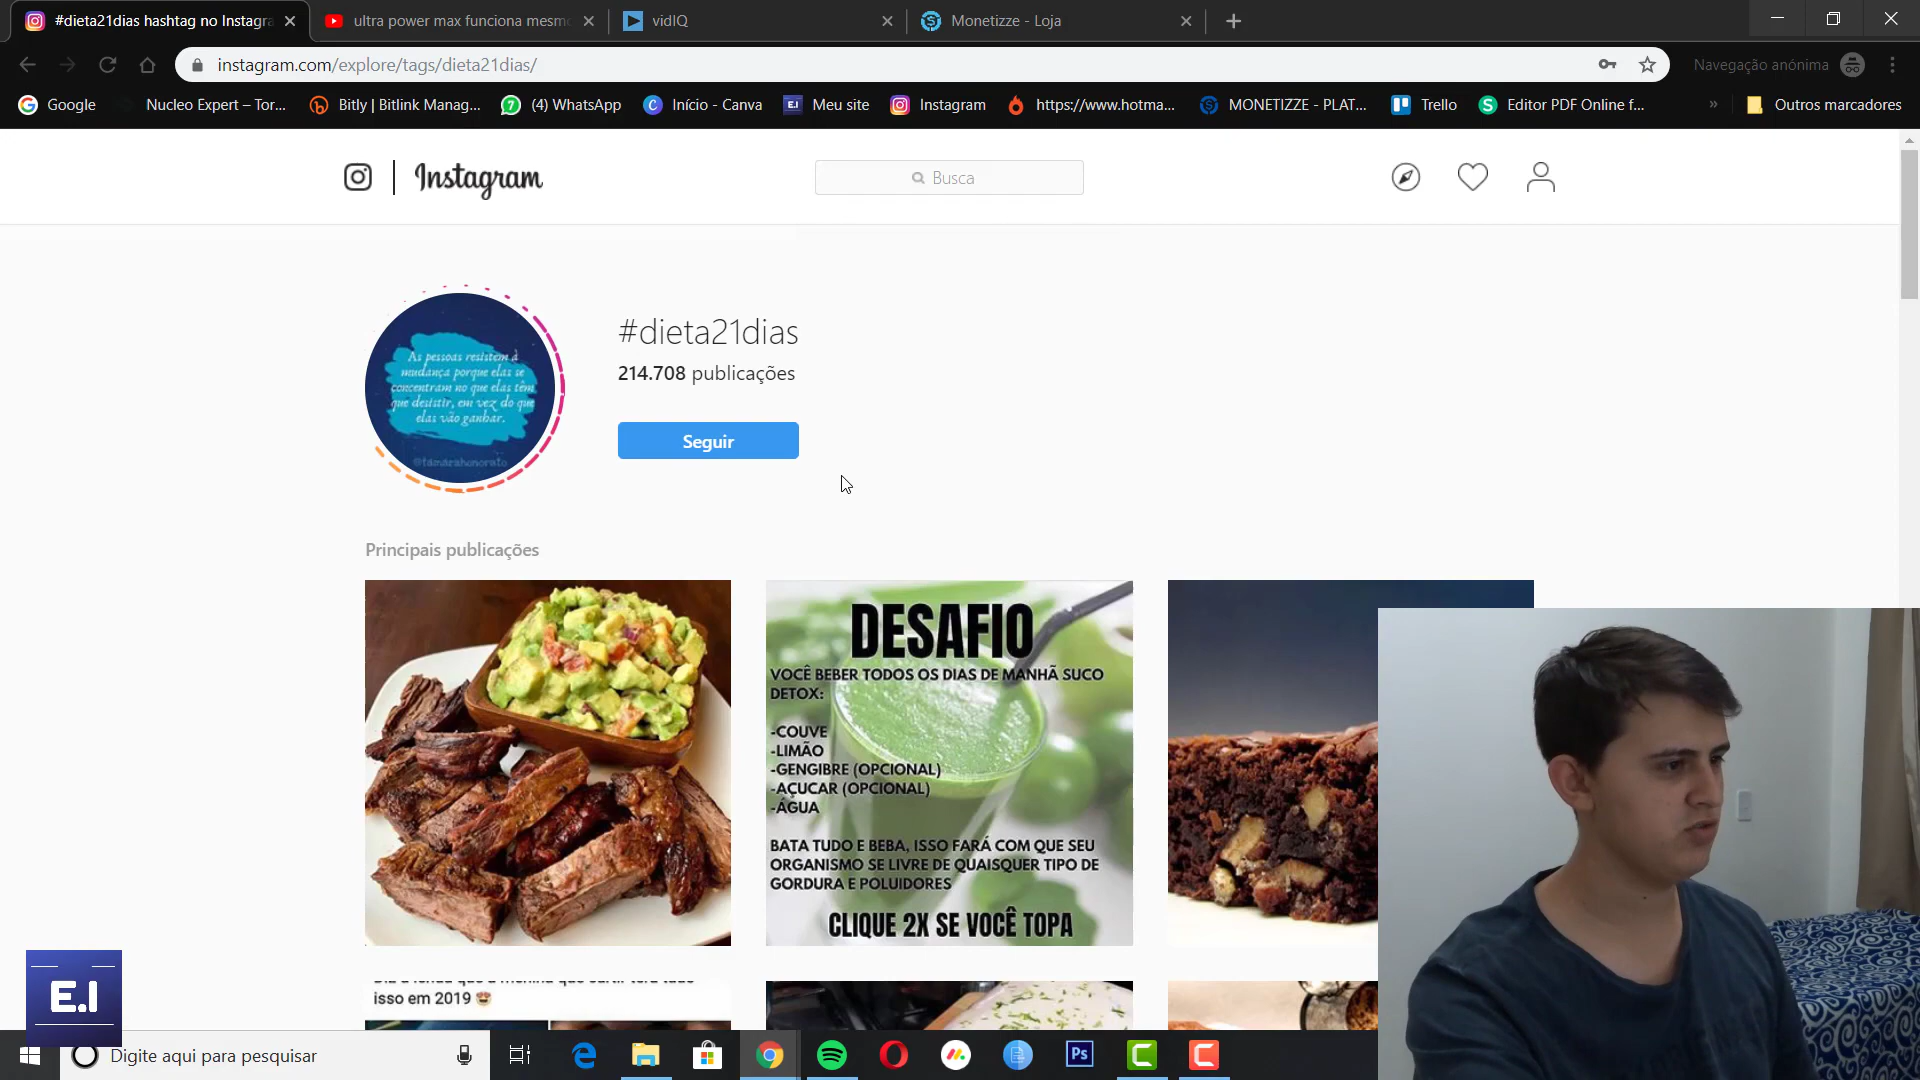 #dieta21dias hashtag no Instagra
ultra power max funciona mesm
vidIQ
Monetizze - Loja
instagram.com/explore/tags/dieta21dias/
Navegação anónima
Google
Nucleo Expert – Tor...
Bitly | Bitlink Manag...
(4) WhatsApp
Início - Canva
E.I
Meu site
Instagram
https://www.hotma...
MONETIZZE - PLAT...
Trello
Editor PDF Online f...
Outros marcadores
Instagram
Busca
As pessoas resistem à
mudança porque elas se
concentram no que elas têm
que desistir, em vez do que
elas vão ganhar.
@tamarahonorato
#dieta21dias
214.708 publicações
Seguir
Principais publicações
DESAFIO
VOCÊ BEBER TODOS OS DIAS DE MANHÃ SUCO
DETOX:
-COUVE
-LIMÃO
-GENGIBRE (OPCIONAL)
-AÇUCAR (OPCIONAL)
-ÁGUA
BATA TUDO E BEBA, ISSO FARÁ COM QUE SEU
ORGANISMO SE LIVRE DE QUAISQUER TIPO DE
GORDURA E POLUIDORES
CLIQUE 2X SE VOCÊ TOPA
isso em 2019
E.I
Digite aqui para pesquisar
Ps